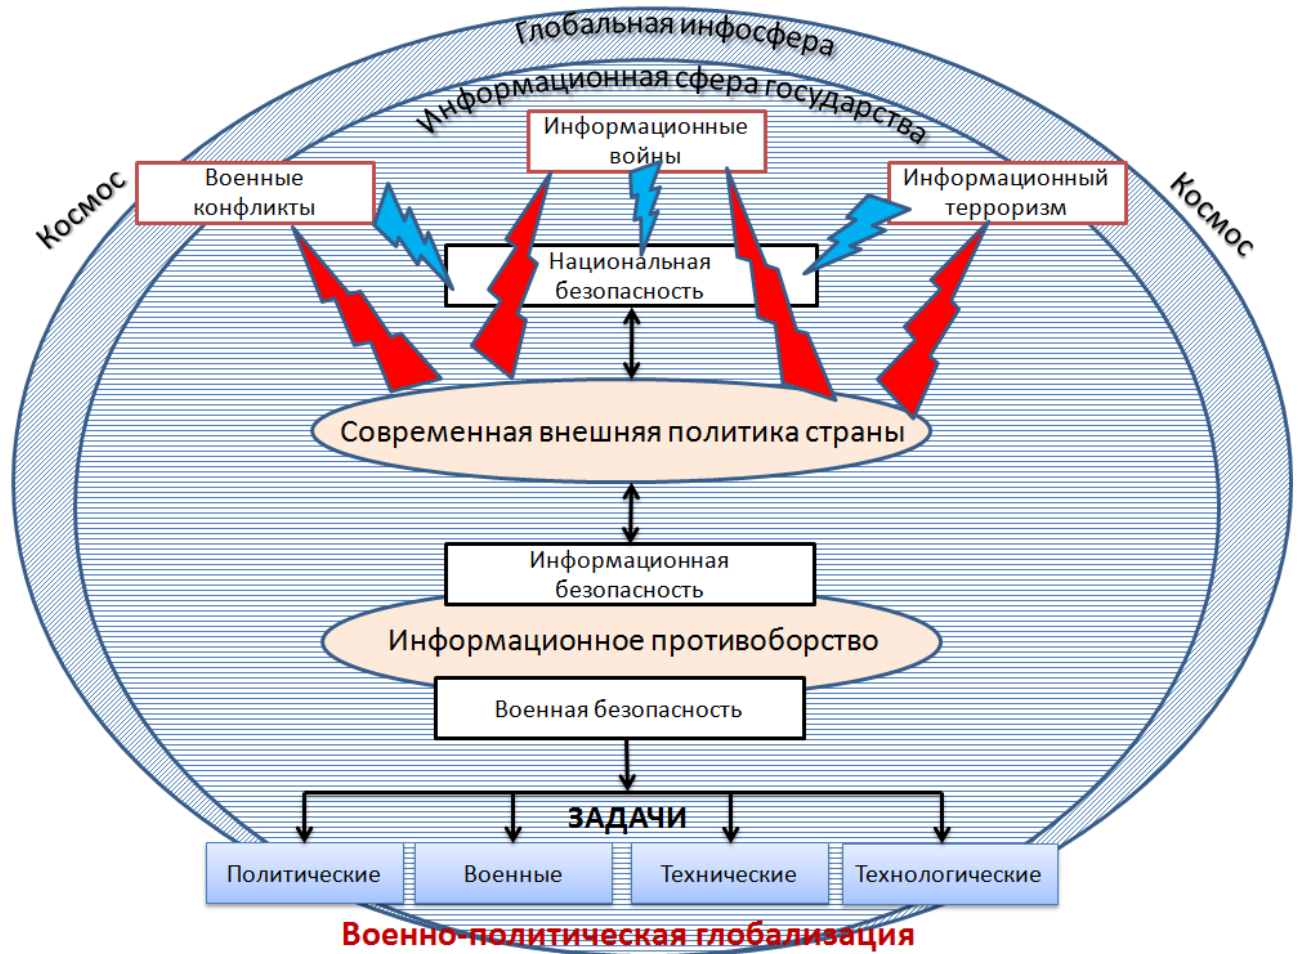 Глобальная инфосфера
Информационная сфера государства
Космос
Космос
Информационные
войны
Военные
конфликты
Информационный
терроризм
Национальная
безопасность
Современная внешняя политика страны
Информационная
безопасность
Информационное противоборство
Военная безопасность
ЗАДАЧИ
Политические
Военные
Технические
Технологические
Военно-политическая глобализация